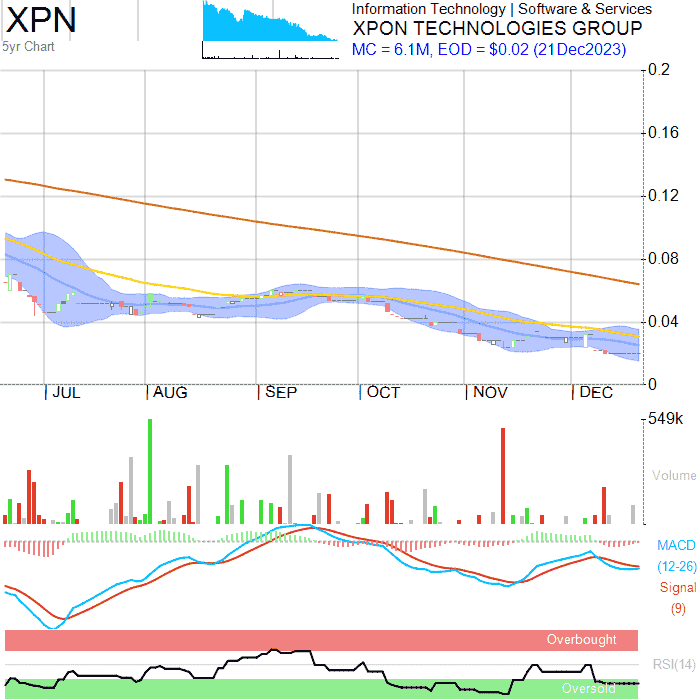 XPN
5yr Chart
Information Technology | Software & Services
XPON TECHNOLOGIES GROUP
MC = 6.1M, EOD = $0.02 (21Dec2023)
0.2
0.16
0.12
0.08
0.04
0
JUL AUG SEP OCT NOV DEC
549k
Volume
MACD
(12-26)
Signal
(9)
Overbought
RSI(14)
Oversold